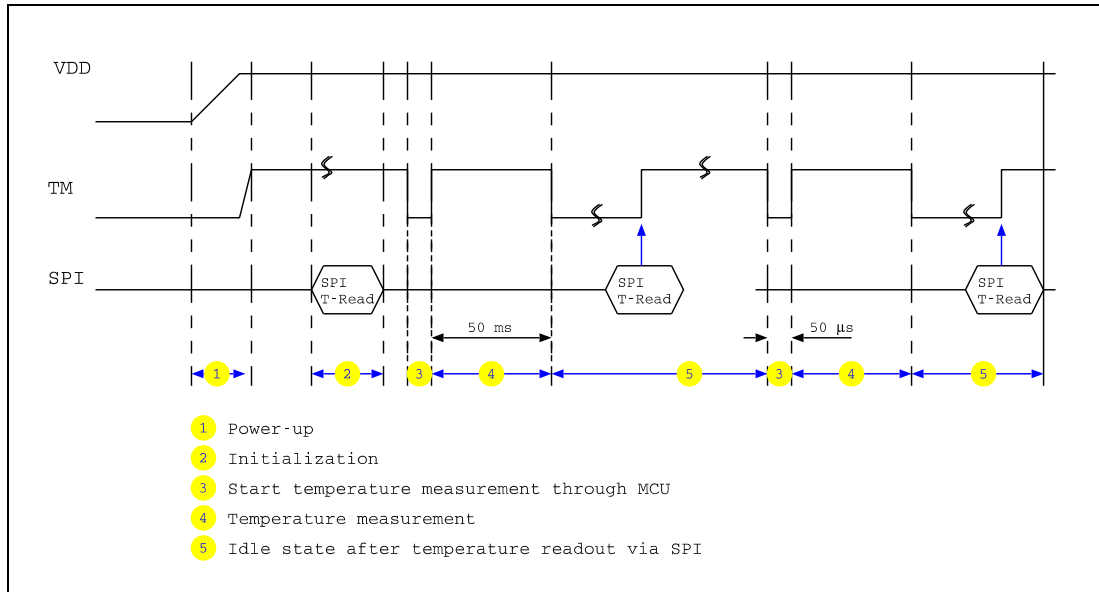 VDD
TM
SPI
SPI
T-Read
SPI
T-Read
SPI
T-Read
50 ms
50 μs
1
2
3
4
5
3
4
5
1 Power-up
2 Initialization
3 Start temperature measurement through MCU
4 Temperature measurement
5 Idle state after temperature readout via SPI